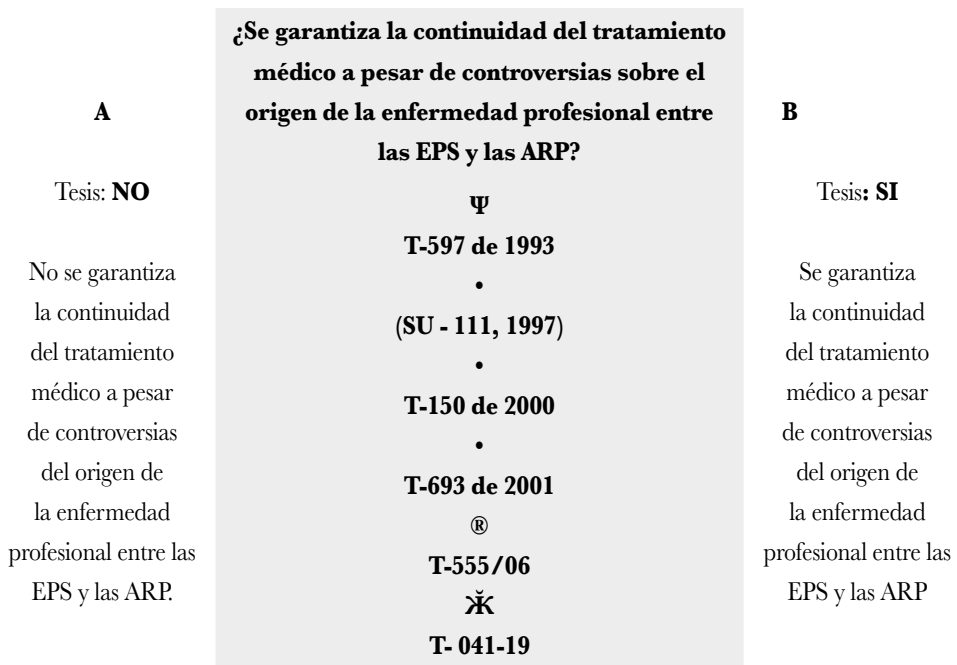 ¿Se garantiza la continuidad del tratamiento
médico a pesar de controversias sobre el
origen de la enfermedad profesional entre
las EPS y las ARP?
A
Tesis: NO
No se garantiza
la continuidad
del tratamiento
médico a pesar
de controversias
del origen de
la enfermedad
profesional entre las
EPS y las ARP.
Ψ
T-597 de 1993
•
(SU - 111, 1997)
•
T-150 de 2000
•
T-693 de 2001
®
T-555/06
Ӂ
T- 041-19
B
Tesis: SI
Se garantiza
la continuidad
del tratamiento
médico a pesar
de controversias
del origen de
la enfermedad
profesional entre las
EPS y las ARP